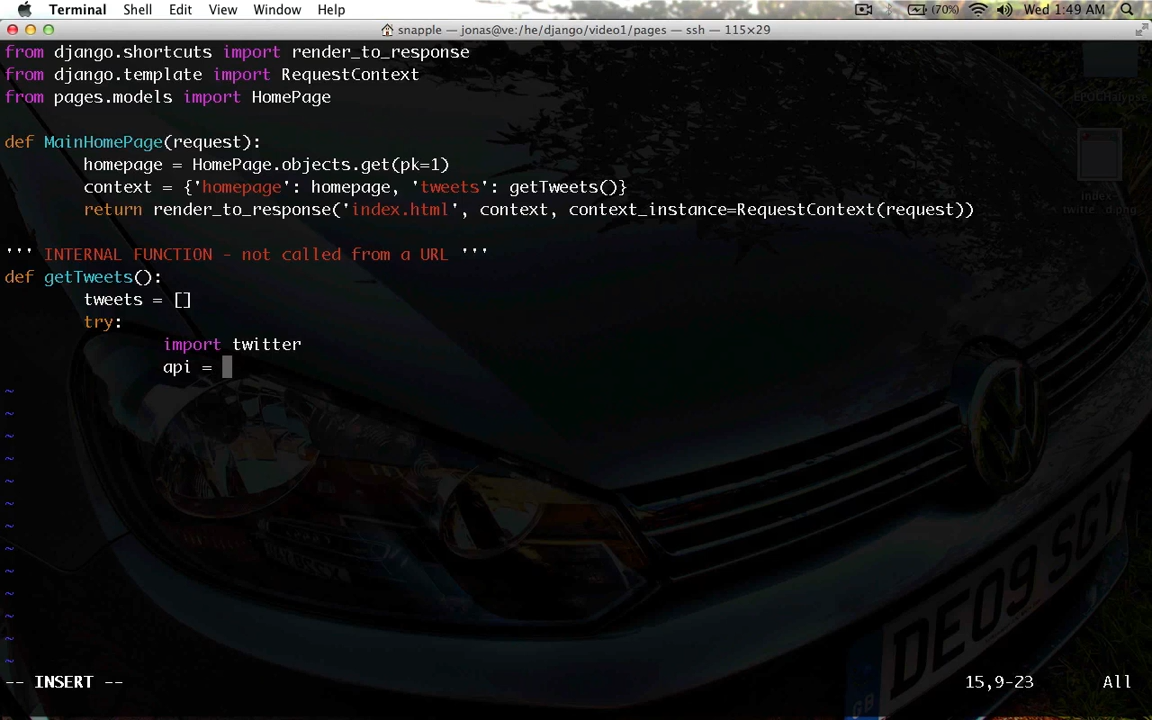 Terminal Shell Edit View Window Help (70%) Wed 1:49 AM
snapple — jonas@ve:/he/django/video1/pages — ssh — 115×29
from django.shortcuts import render_to_response
from django.template import RequestContext
from pages.models import HomePage
def MainHomePage(request):
homepage = HomePage.objects.get(pk=1)
context = {'homepage': homepage, 'tweets': getTweets()}
return render_to_response('index.html', context, context_instance=RequestContext(request))
''' INTERNAL FUNCTION - not called from a URL '''
def getTweets():
tweets = []
try:
import twitter
api =
~
~
~
~
~
~
~
~
~
~
~
~
~
-- INSERT -- 15,9-23 All
DE09 SGY
GB